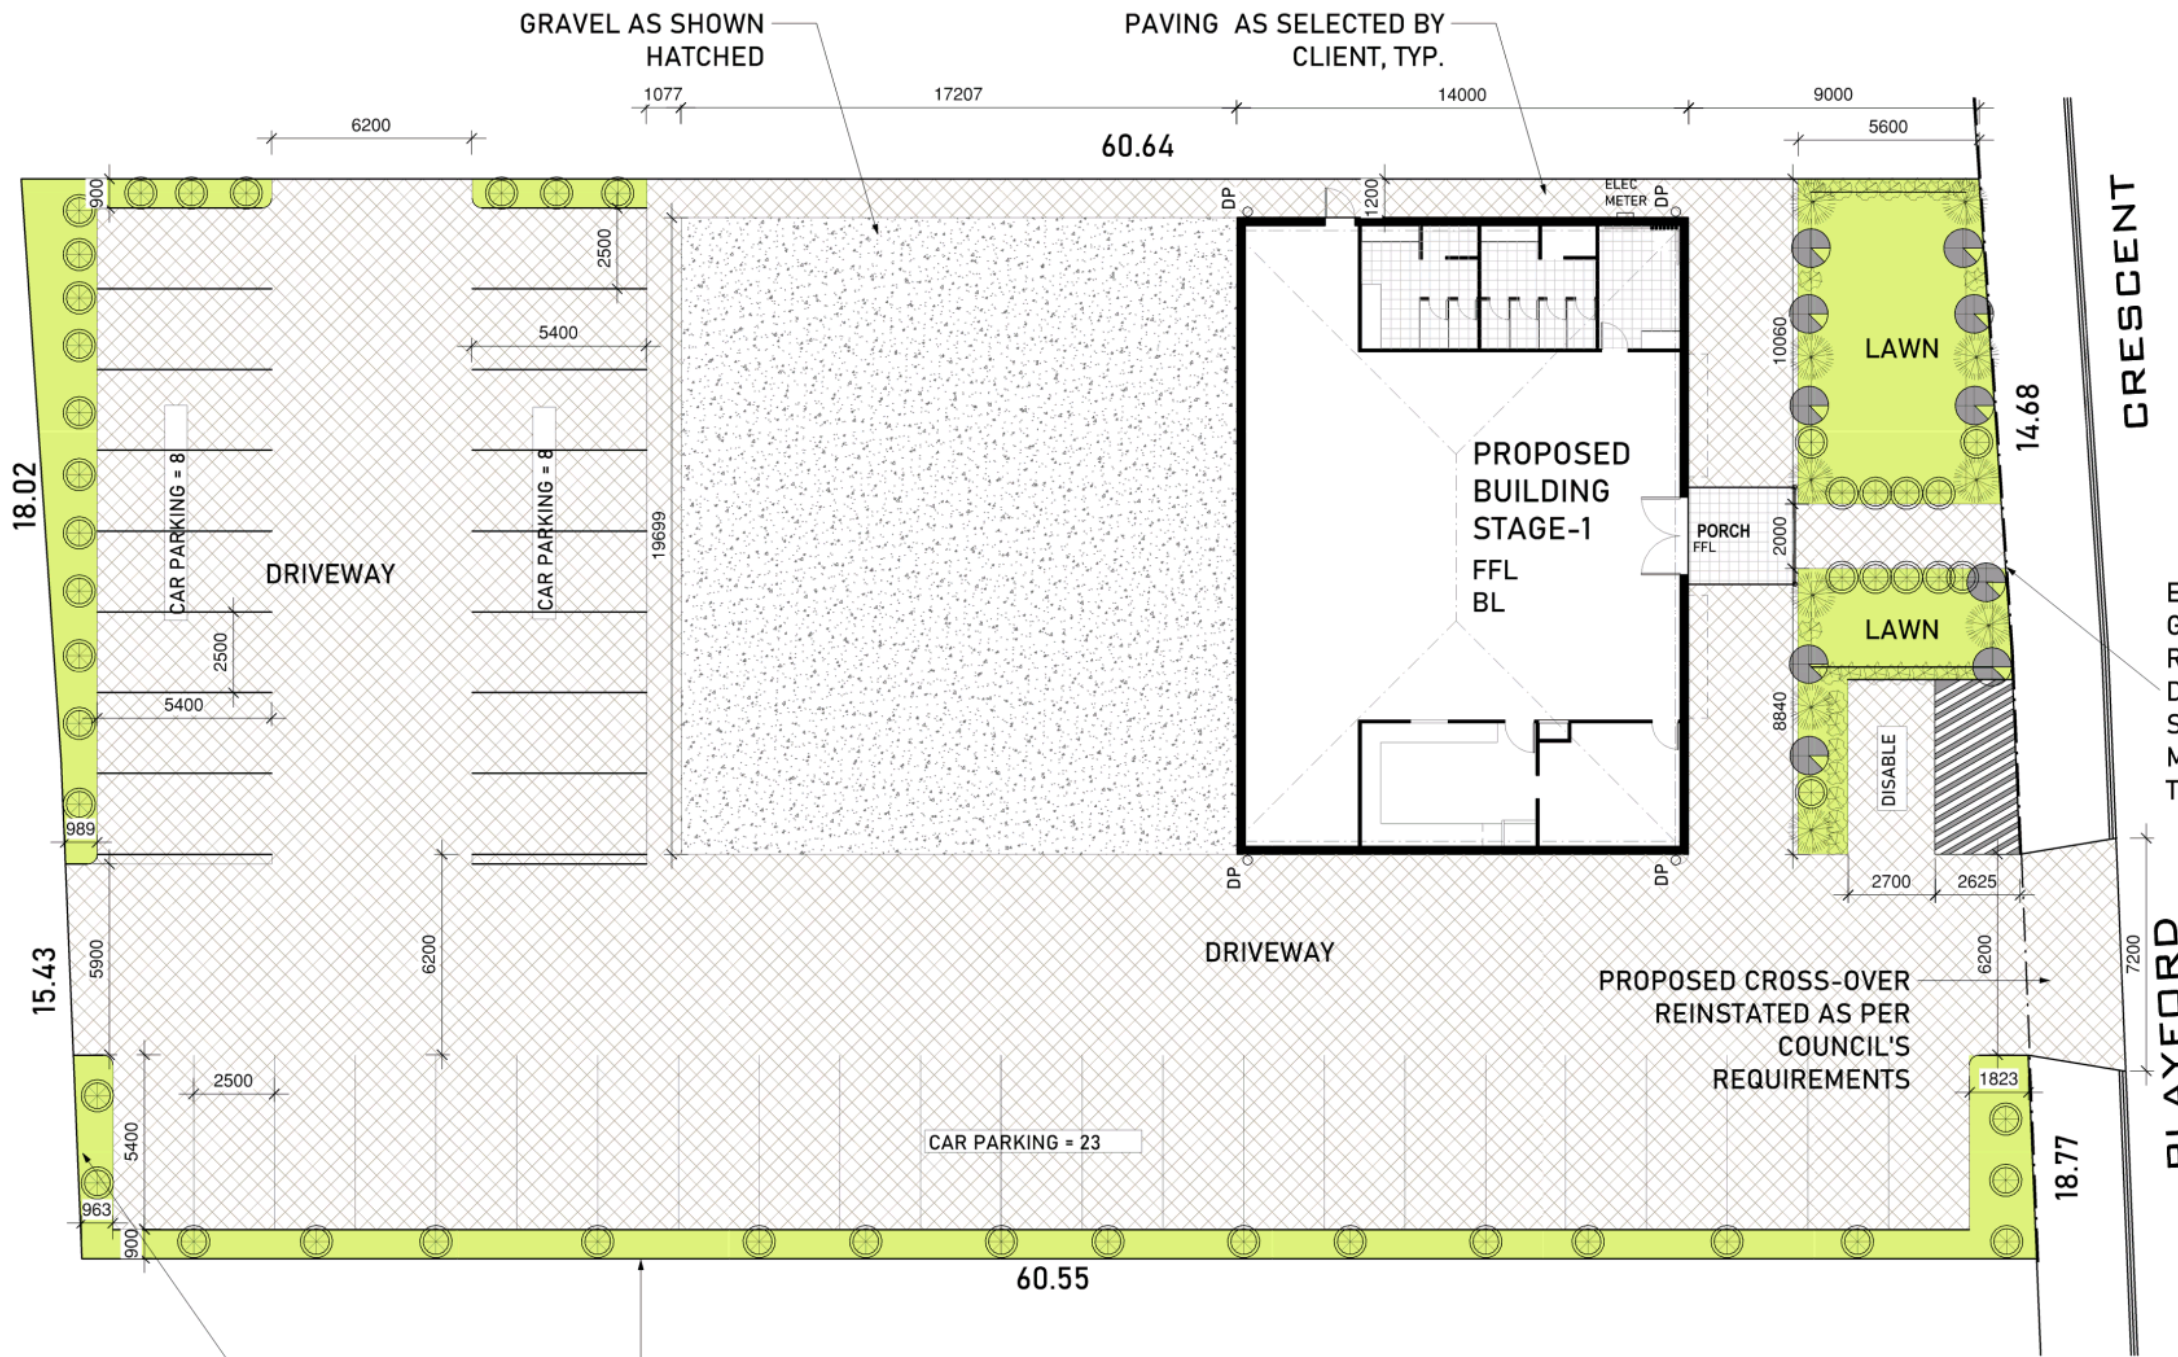 GRAVEL AS SHOWN
HATCHED
PAVING AS SELECTED BY
CLIENT, TYP.
1077
17207
14000
9000
6200
5600
60.64
900
1200
DP
ELEC
METER
DP
2500
5400
CRESCENT
10060
LAWN
14.68
18.02
CAR PARKING = 8
CAR PARKING = 8
DRIVEWAY
19699
PROPOSED
BUILDING
STAGE-1
FFL
BL
PORCH
FFL
2000
LAWN
E
G
R
D
S
M
T
2500
5400
8840
DISABLE
989
DP
DP
2700
2625
15.43
5900
6200
DRIVEWAY
PROPOSED CROSS-OVER
REINSTATED AS PER
COUNCIL'S
REQUIREMENTS
6200
7200
PLAYFORD
2500
5400
CAR PARKING = 23
1823
18.77
963
900
60.55